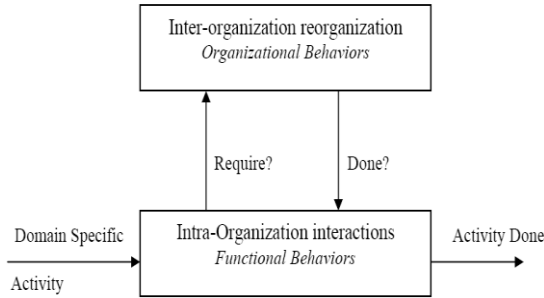 Inter-organization reorganization
Organizational Behaviors
Require?
Done?
Domain Specific
Activity
Intra-Organization interactions
Functional Behaviors
Activity Done